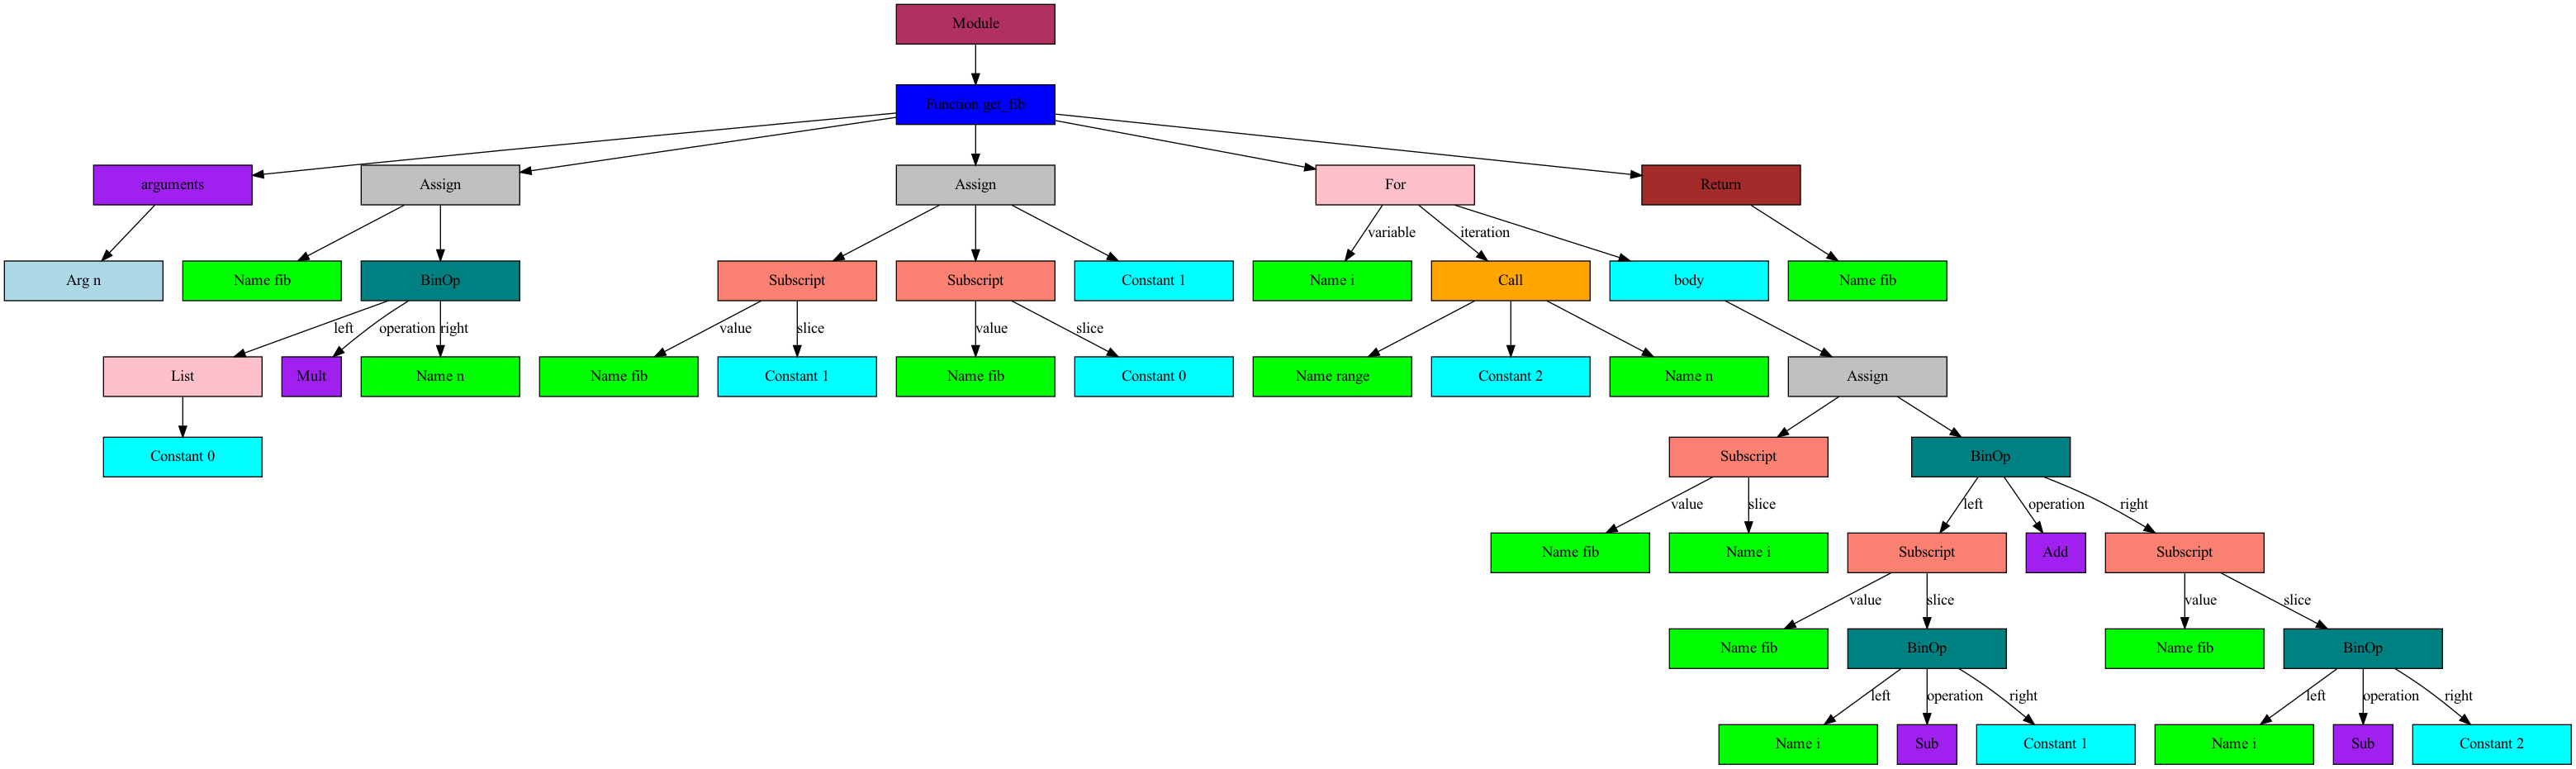 Module
Function get_fib
arguments
Assign
Assign
For
Return
variable
iteration
Arg n
Name fib
BinOp
Subscript
Subscript
Constant 1
Name i
Call
body
Name fib
left
operation
right
value
slice
value
slice
List
Mult
Name n
Name fib
Constant 1
Name fib
Constant 0
Name range
Constant 2
Name n
Assign
Constant 0
Subscript
BinOp
value
slice
left
operation
right
Name fib
Name i
Subscript
Add
Subscript
value
slice
value
slice
Name fib
BinOp
Name fib
BinOp
left
operation
right
left
operation
right
Name i
Sub
Constant 1
Name i
Sub
Constant 2